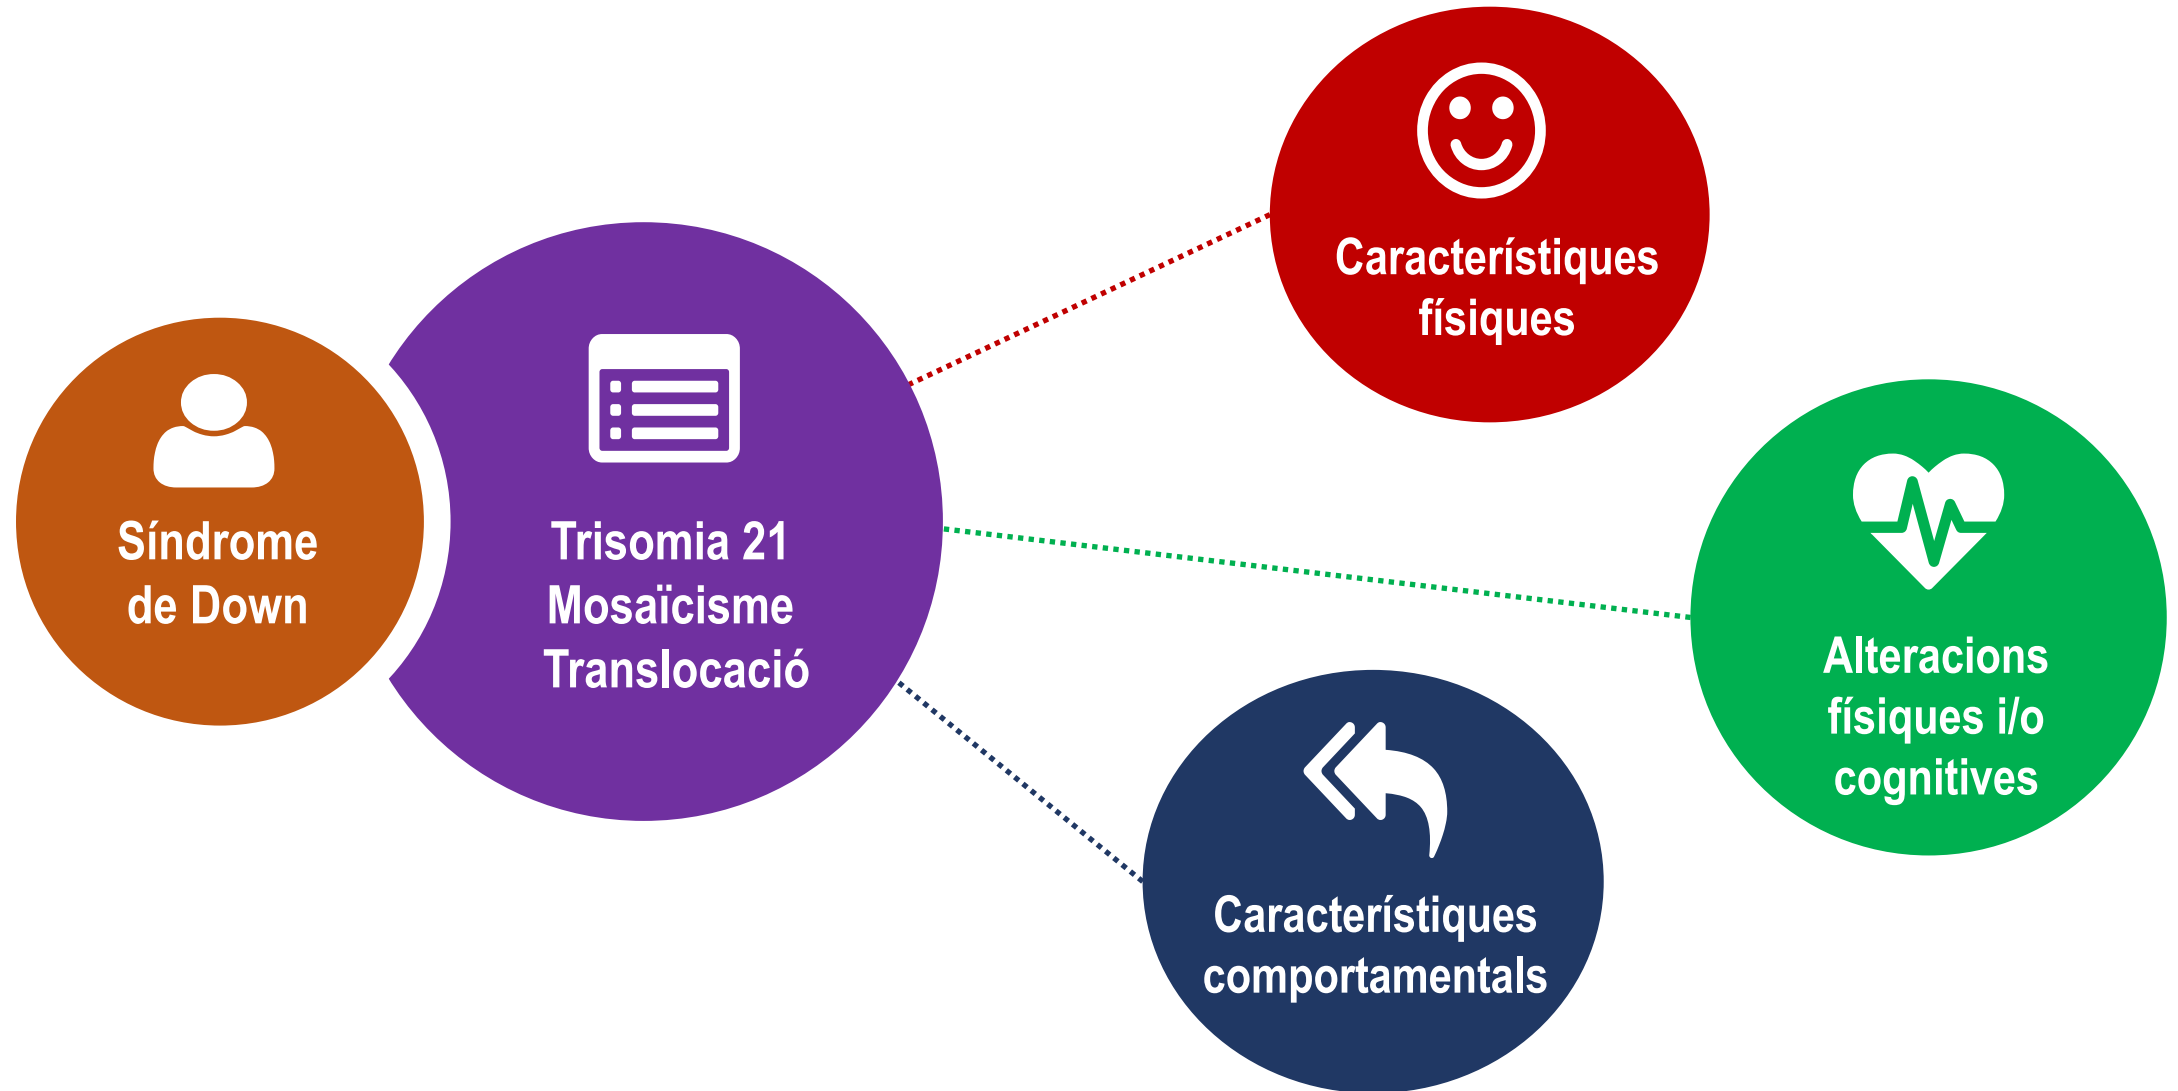 Síndrome
de Down
Trisomia 21
Mosaïcisme
Translocació
Característiques
físiques
Alteracions
físiques i/o
cognitives
Característiques
comportamentals